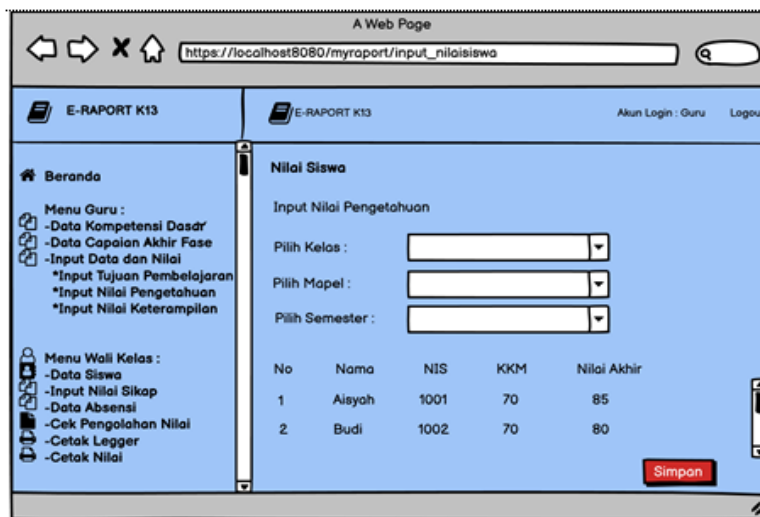 A Web Page
https://localhost8080/myraport/input_nilaisiswa
E-RAPORT K13
E-RAPORT K13
Akun Login : Guru
Logou
Beranda
Menu Guru :
-Data Kompetensi Dasar
-Data Capaian Akhir Fase
-Input Data dan Nilai
*Input Tujuan Pembelajaran
*Input Nilai Pengetahuan
*Input Nilai Keterampilan
Menu Wali Kelas :
-Data Siswa
-Input Nilai Sikap
-Data Absensi
-Cek Pengolahan Nilai
-Cetak Legger
-Cetak Nilai
Nilai Siswa
Input Nilai Pengetahuan
Pilih Kelas :
Pilih Mapel :
Pilih Semester :
No Nama NIS KKM Nilai Akhir
1 Aisyah 1001 70 85
2 Budi 1002 70 80
Simpan